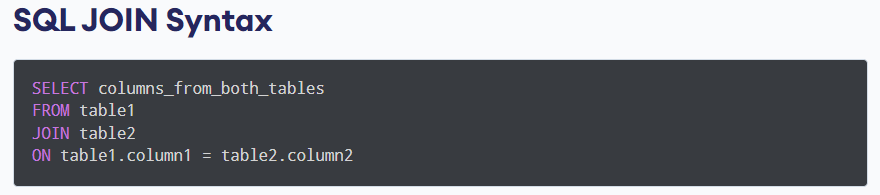 SQL JOIN Syntax
SELECT columns_from_both_tables
FROM table1
JOIN table2
ON table1.column1 = table2.column2